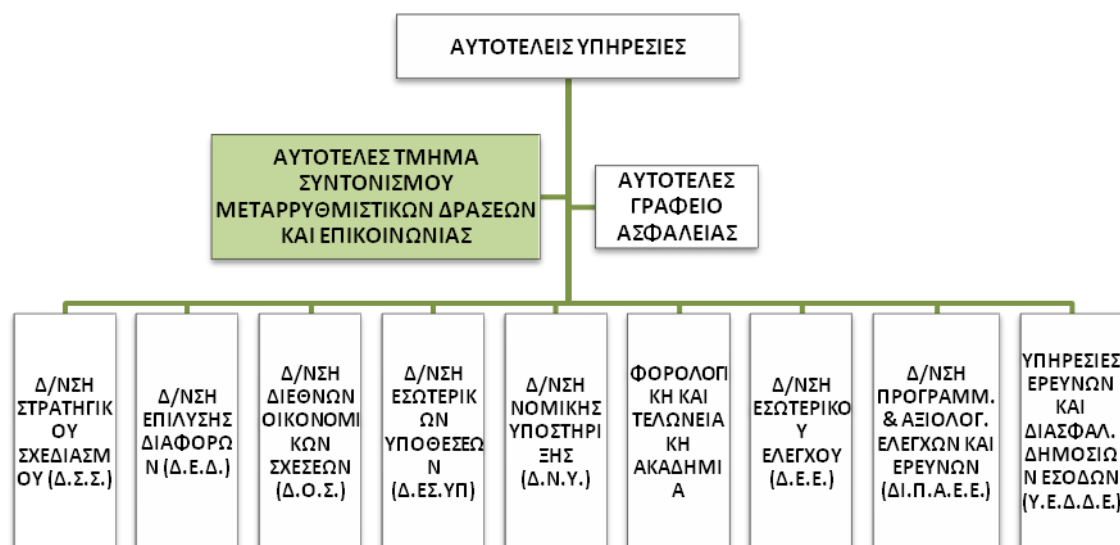 ΑΥΤΟΤΕΛΕΙΣ ΥΠΗΡΕΣΙΕΣ
ΑΥΤΟΤΕΛΕΣ ΤΜΗΜΑ
ΣΥΝΤΟΝΙΣΜΟΥ
ΜΕΤΑΡΡΥΘΜΙΣΤΙΚΩΝ ΔΡΑΣΕΩΝ
ΚΑΙ ΕΠΙΚΟΙΝΩΝΙΑΣ
ΑΥΤΟΤΕΛΕΣ
ΓΡΑΦΕΙΟ
ΑΣΦΑΛΕΙΑΣ
Δ/ΝΣΗ
ΣΤΡΑΤΗΓΙΚ
ΟΥ
ΣΧΕΔΙΑΣΜ
ΟΥ (Δ.Σ.Σ.)
Δ/ΝΣΗ
ΕΠΙΛΥΣΗΣ
ΔΙΑΦΟΡΩ
Ν (Δ.Ε.Δ.)
Δ/ΝΣΗ
ΔΙΕΘΝΩΝ
ΟΙΚΟΝΟΜΙ
ΚΩΝ
ΣΧΕΣΕΩΝ
(Δ.Ο.Σ.)
Δ/ΝΣΗ
ΕΣΩΤΕΡΙΚ
ΩΝ
ΥΠΟΘΕΣΕΩ
Ν
(Δ.ΕΣ.ΥΠ)
Δ/ΝΣΗ
ΝΟΜΙΚΗΣ
ΥΠΟΣΤΗΡΙ
ΞΗΣ
(Δ.Ν.Υ.)
ΦΟΡΟΛΟΓΙ
ΚΗ ΚΑΙ
ΤΕΛΩΝΕΙΑ
ΚΗ
ΑΚΑΔΗΜΙ
Α
Δ/ΝΣΗ
ΕΣΩΤΕΡΙΚΟ
Υ
ΕΛΕΓΧΟΥ
(Δ.Ε.Ε.)
Δ/ΝΣΗ
ΠΡΟΓΡΑΜΜ.
& ΑΞΙΟΛΟΓ.
ΕΛΕΓΧΩΝ ΚΑΙ
ΕΡΕΥΝΩΝ
(ΔΙ.Π.Α.Ε.Ε.)
ΥΠΗΡΕΣΙΕΣ
ΕΡΕΥΝΩΝ
ΚΑΙ
ΔΙΑΣΦΑΛ.
ΔΗΜΟΣΙΩ
Ν ΕΣΟΔΩΝ
(Υ.Ε.Δ.Δ.Ε.)